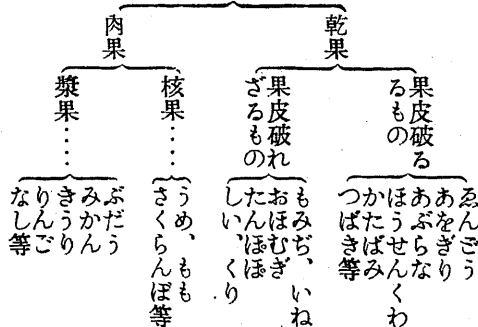 乾果
果皮破る
るもの
ゑんどう
あをぎり
あぶらな
ほうせんくわ
かたばみ
つばき等
果皮破れ
ざるもの
もみぢ、いね
おほむぎ
たんぽぽ
しい、くり
肉果
核果……
うめ、もも
さくらんぼ等
漿果……
ぶだう
みかん
きうり
りんご
なし等